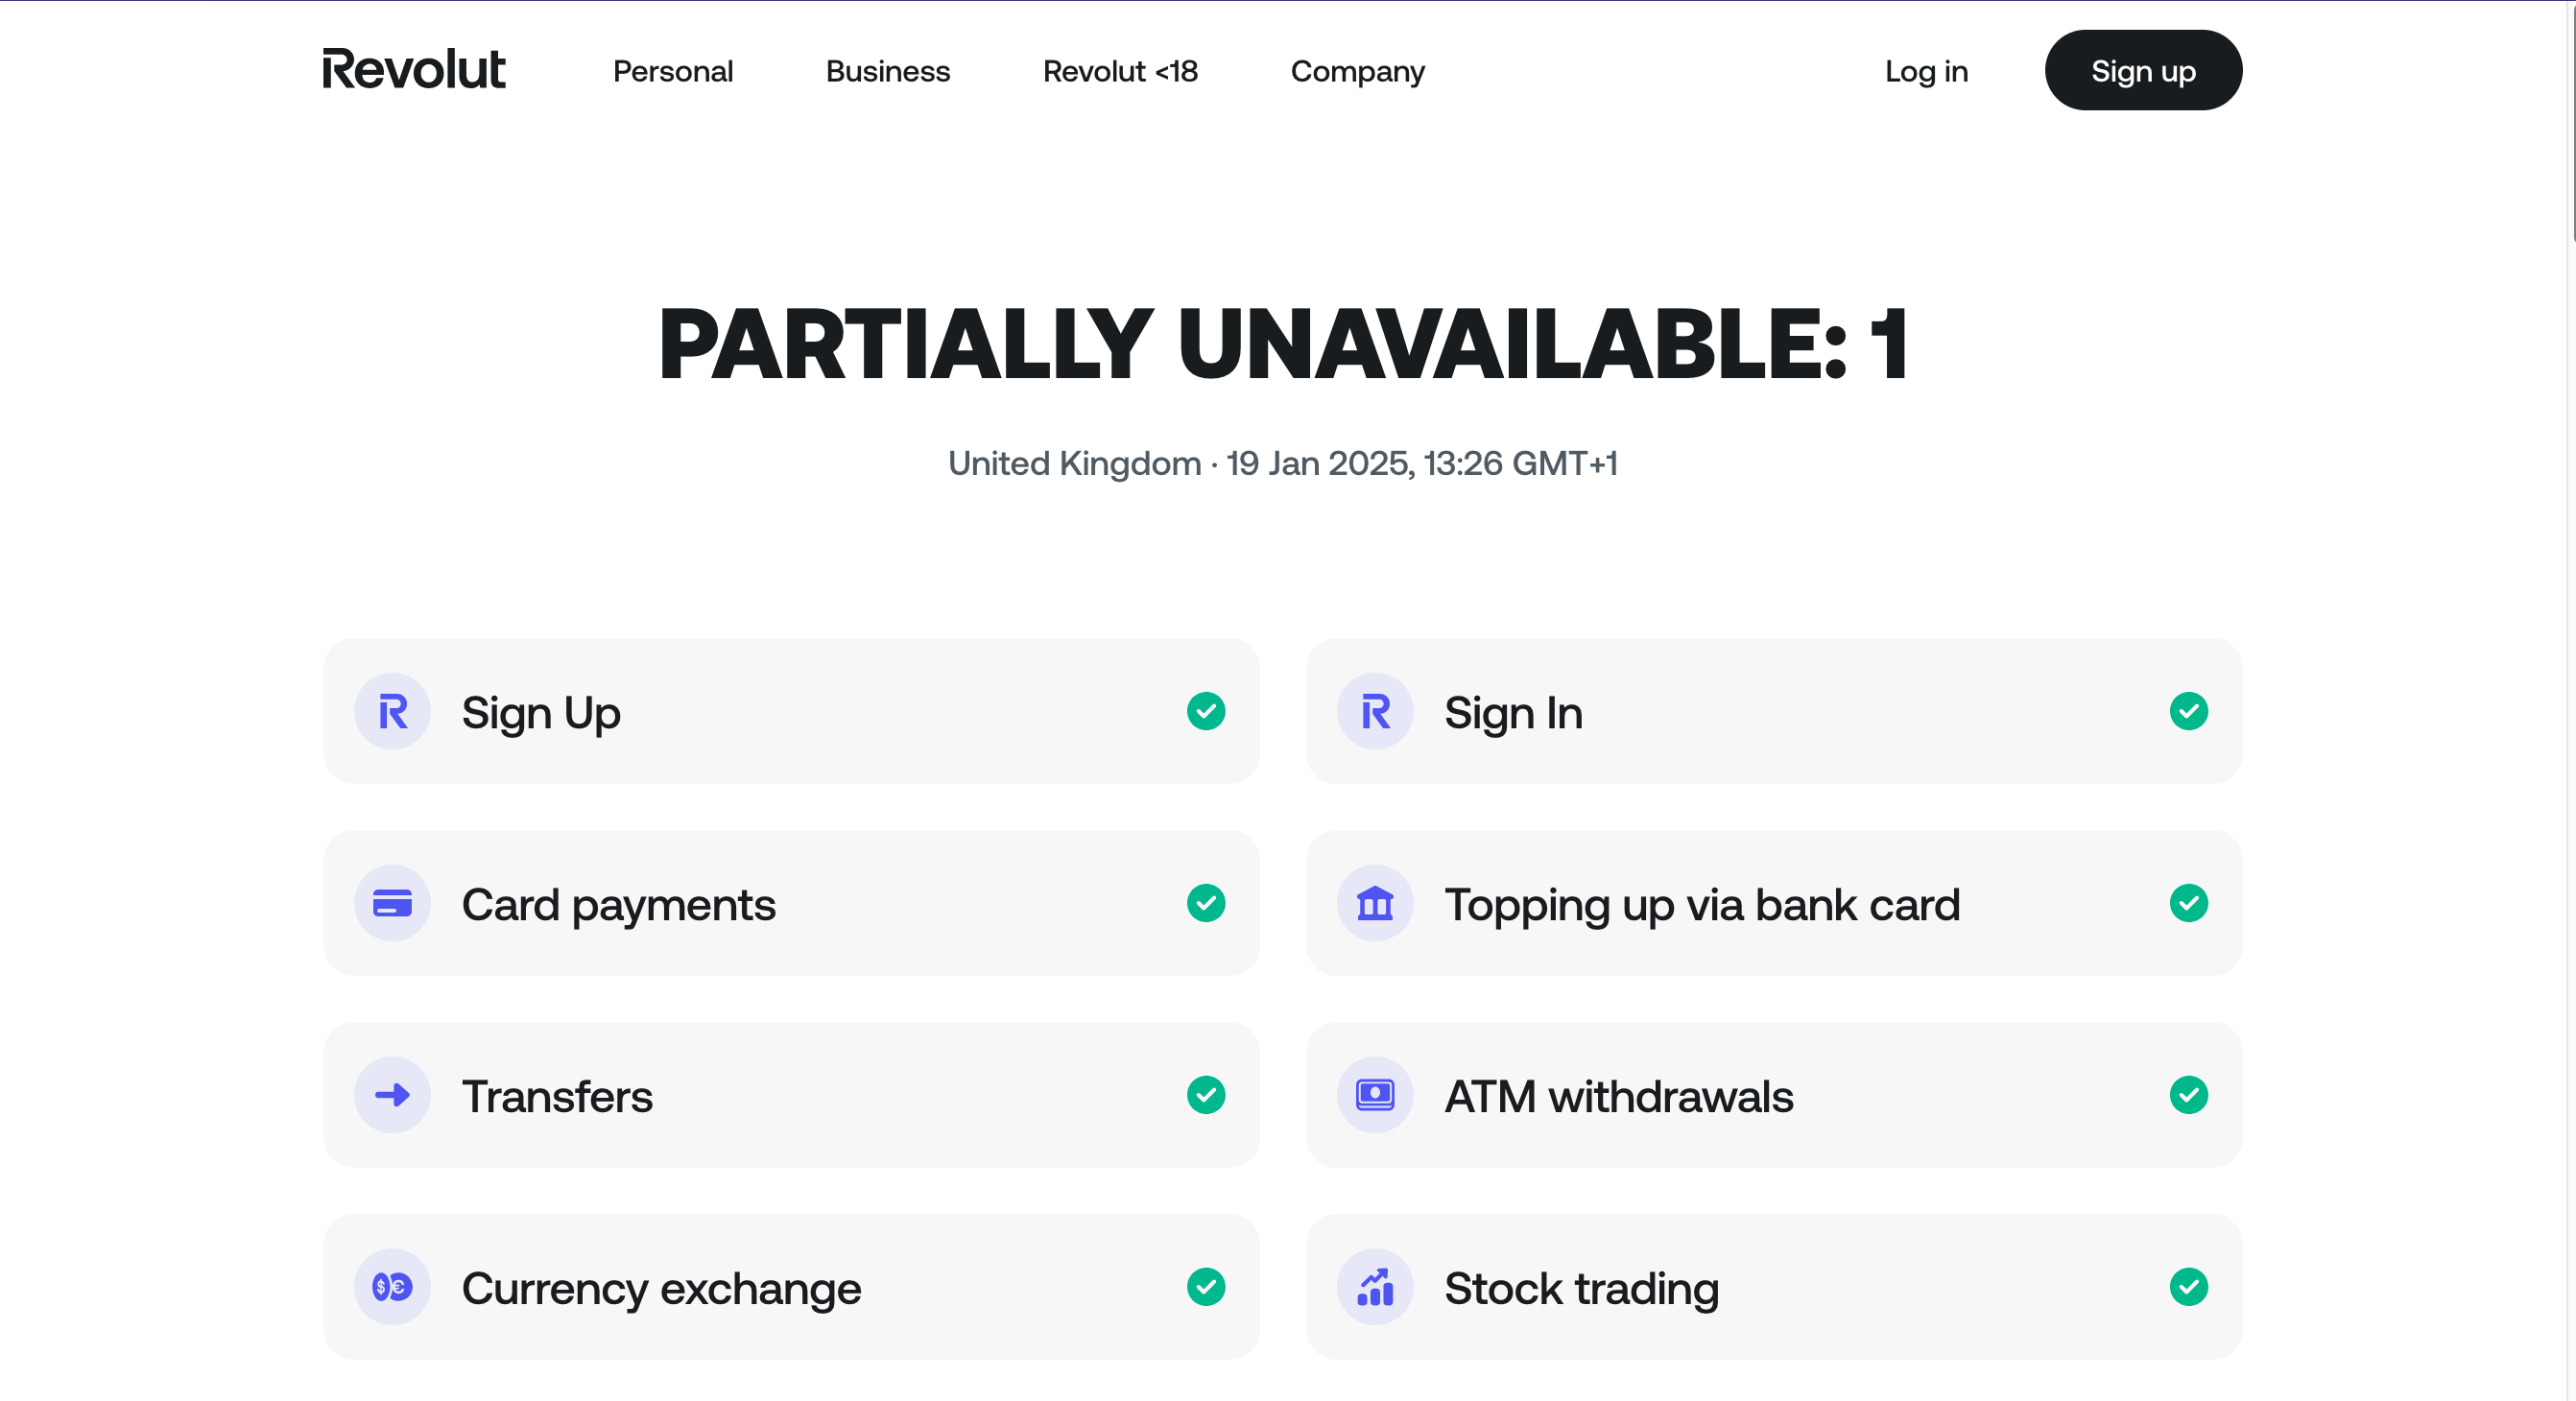 Revolut Personal Business Revolut <18 Company Log in Sign up
PARTIALLY UNAVAILABLE: 1
United Kingdom · 19 Jan 2025, 13:26 GMT+1
Sign Up
Sign In
Card payments
Topping up via bank card
Transfers
ATM withdrawals
Currency exchange
Stock trading